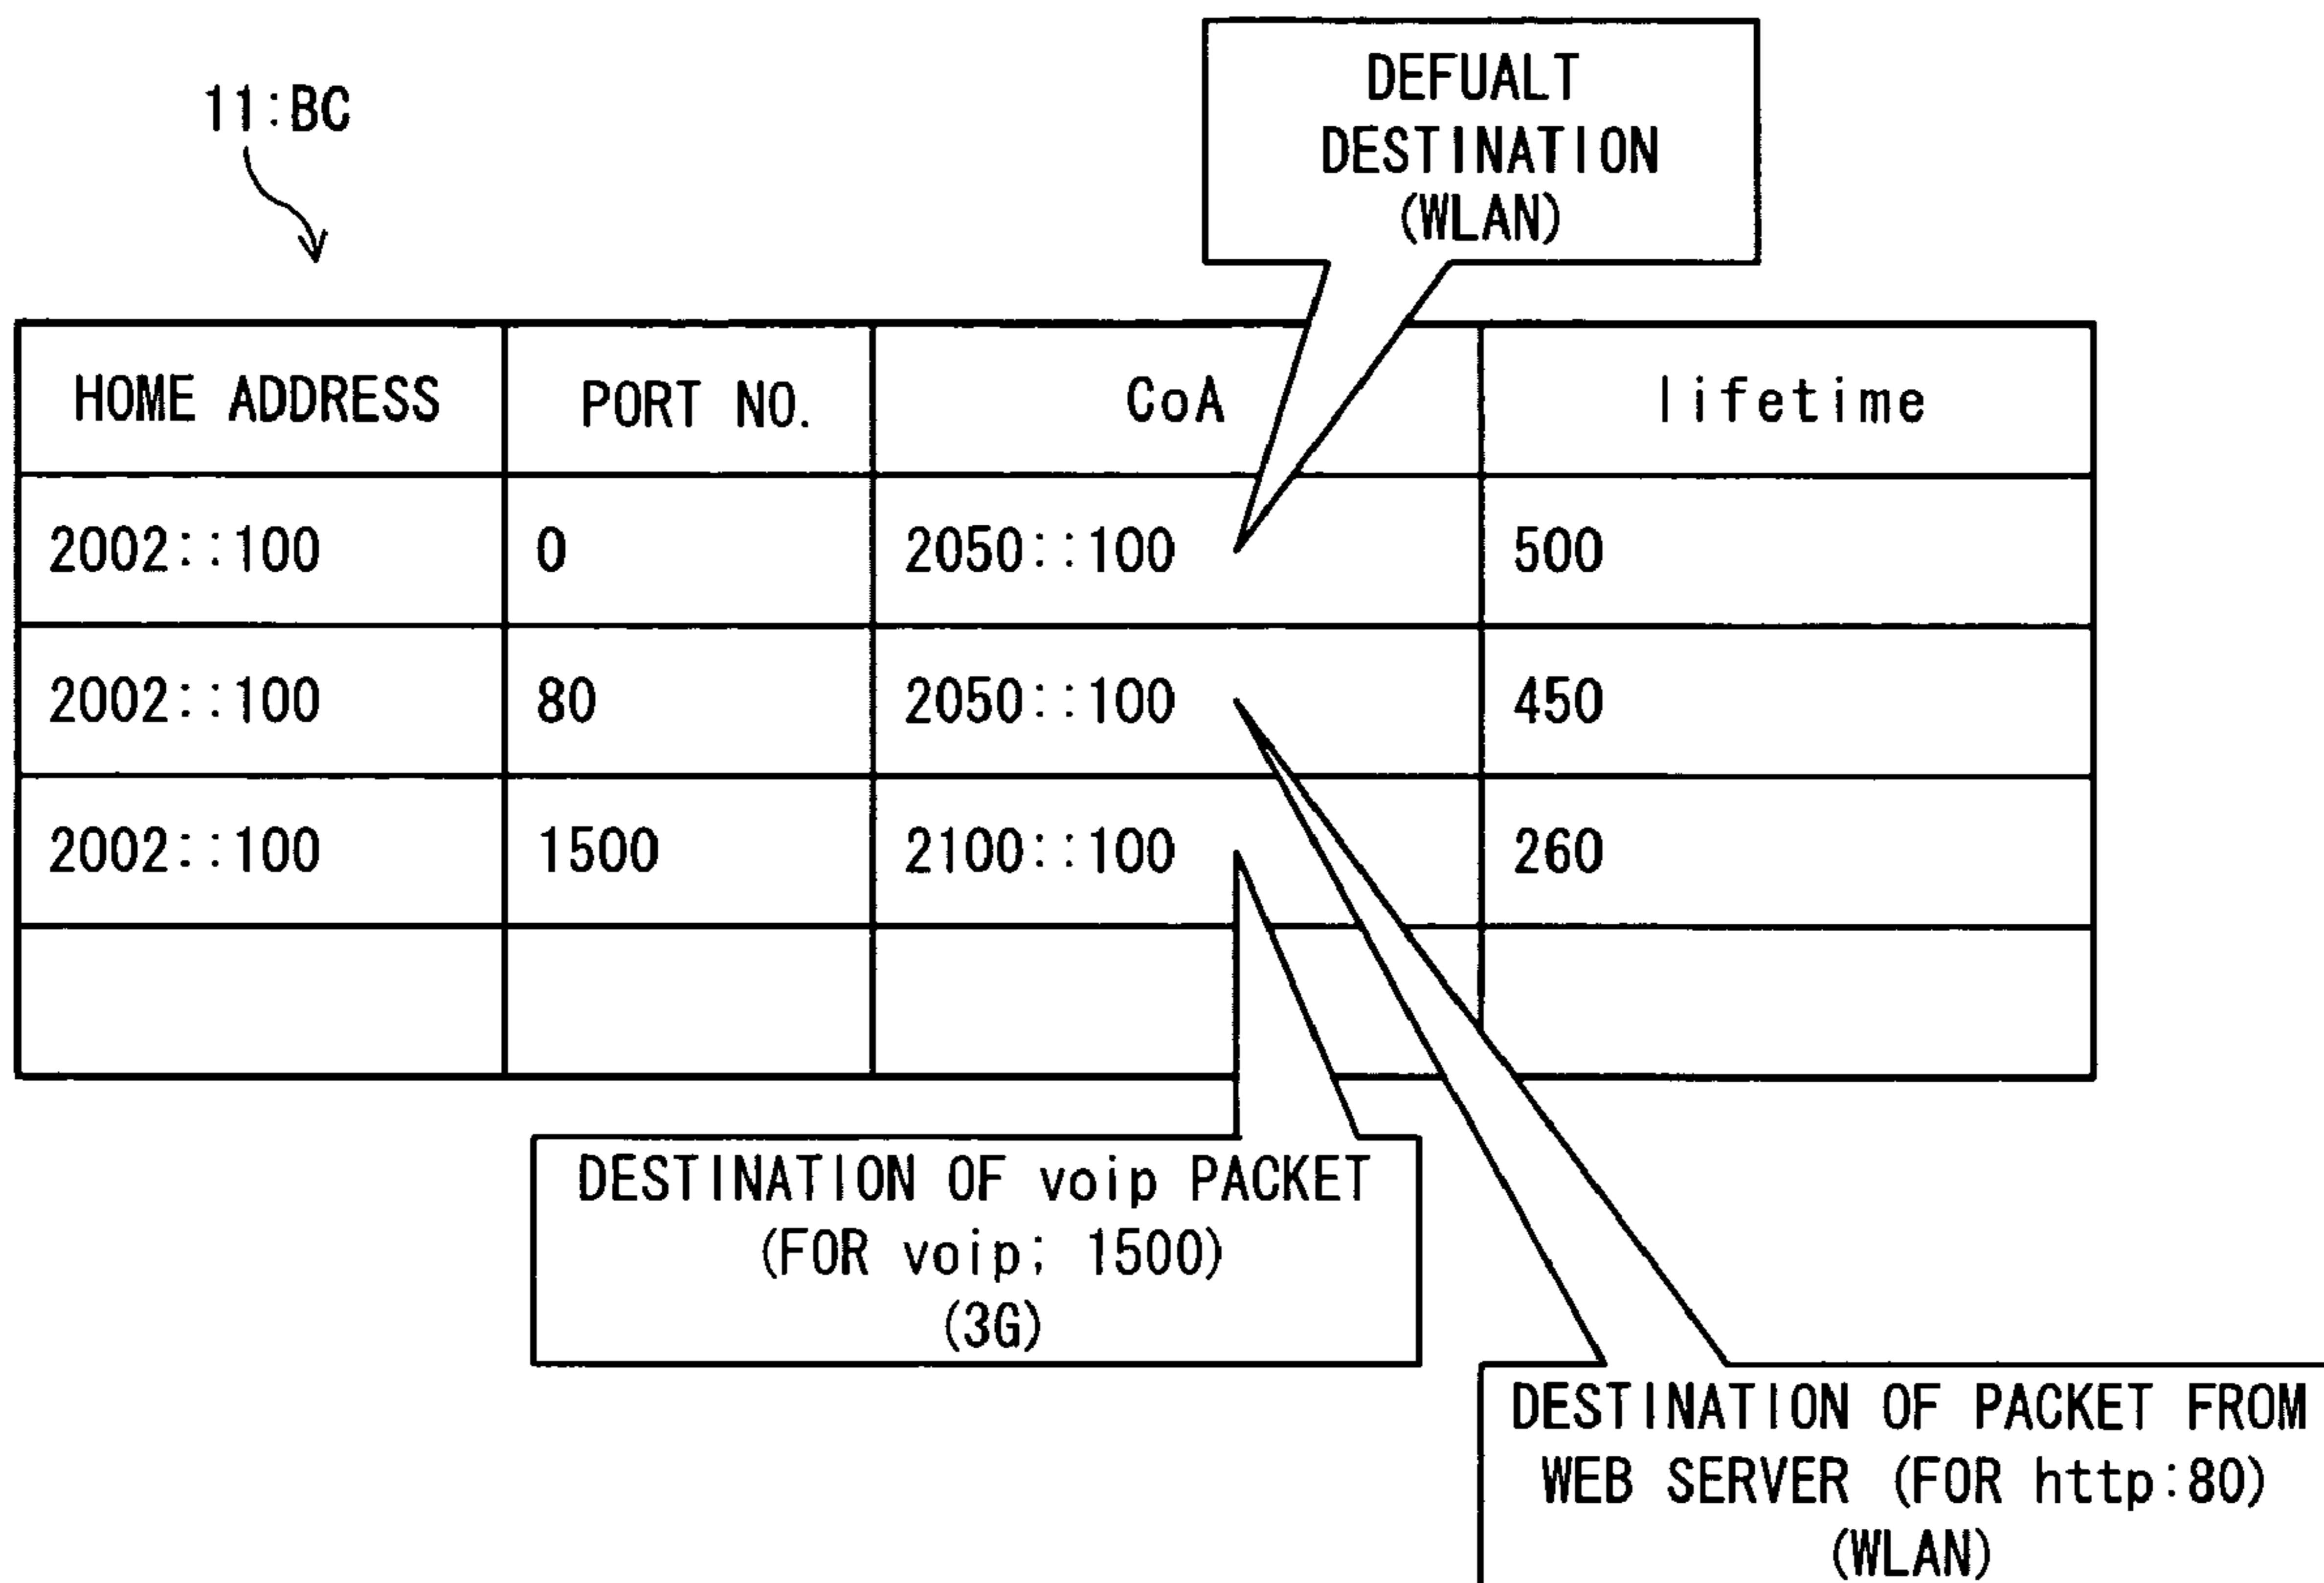 11:BC
DEFUALT
DESTINATION
(WLAN)
HOME ADDRESS PORT NO. CoA lifetime
2002::100 0 2050::100 500
2002::100 80 2050::100 450
2002::100 1500 2100::100 260
DESTINATION OF voip PACKET
(FOR voip; 1500)
(3G)
DESTINATION OF PACKET FROM
WEB SERVER (FOR http:80)
(WLAN)